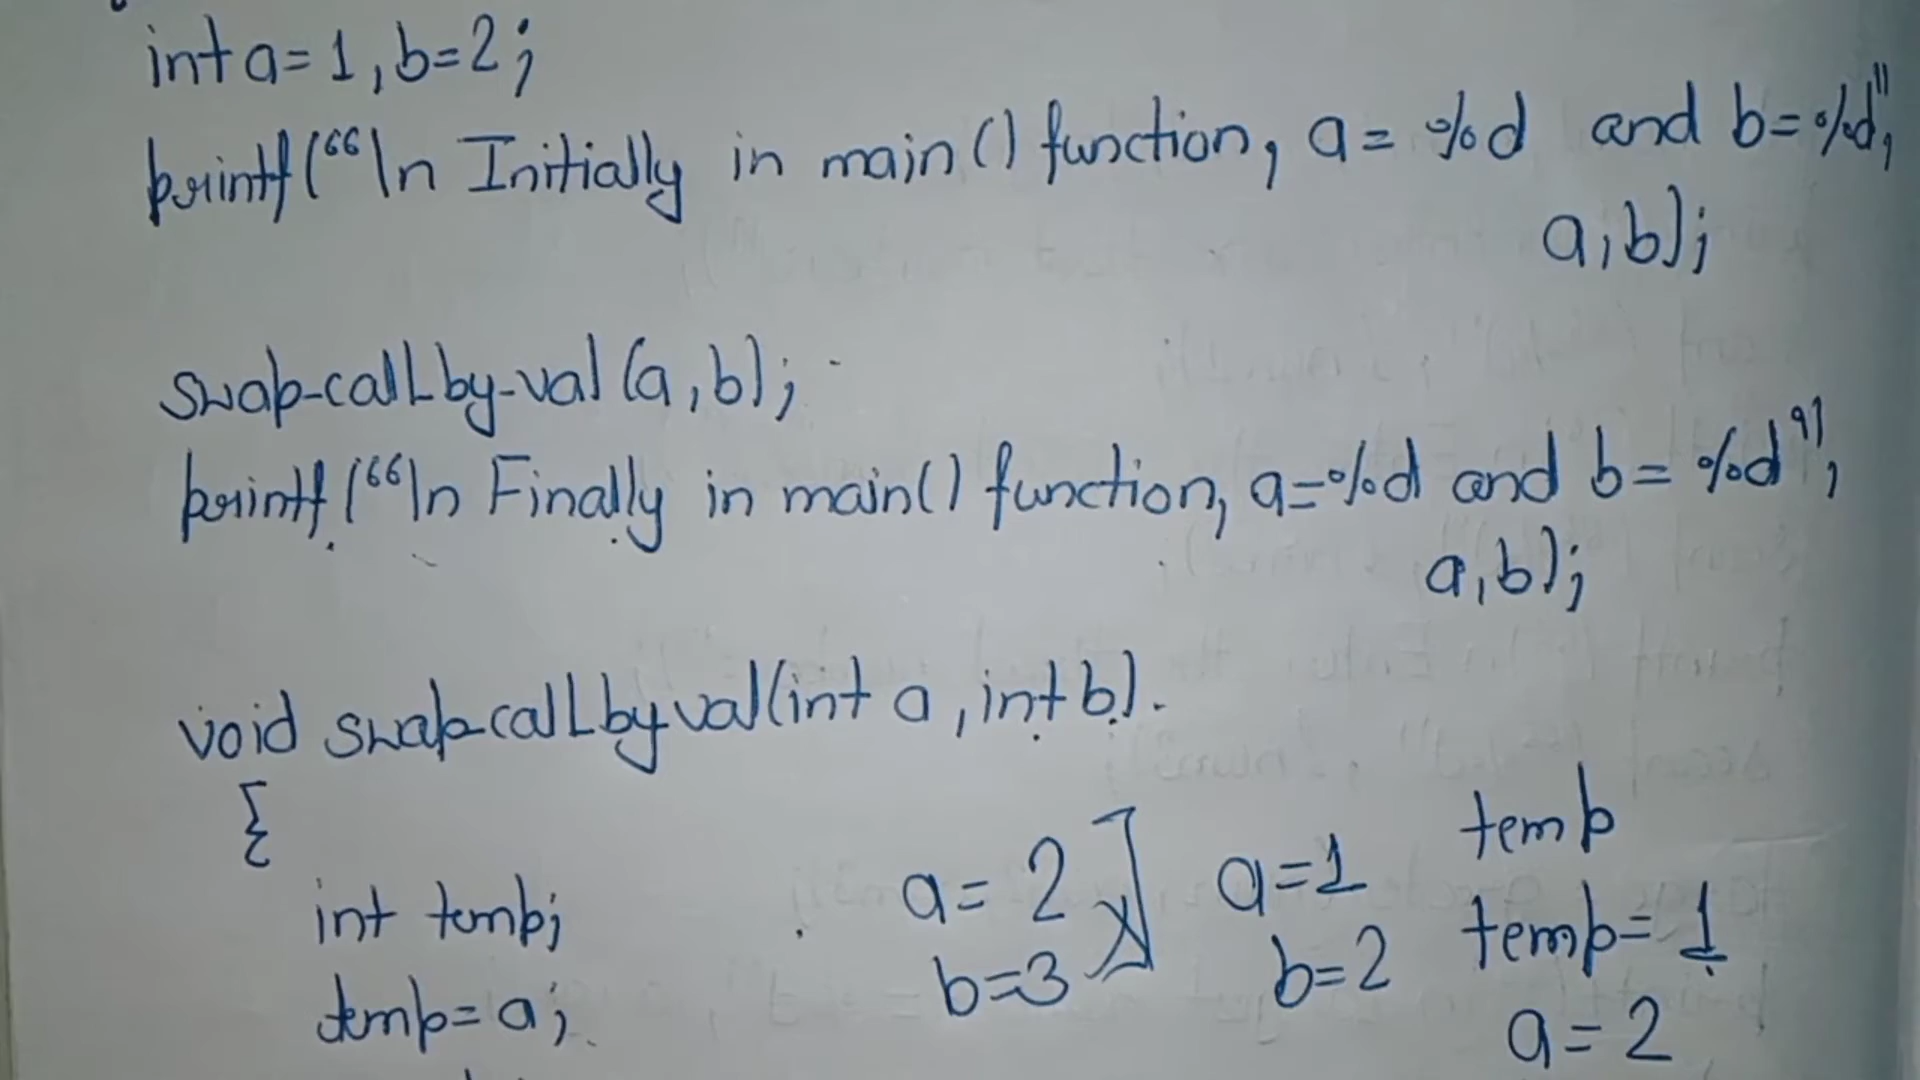 int a=1, b=2;
printf("\n Initially in main() function, a= %d and b=%d",
a,b);
swap-call-by-val (a,b);
printf("\n Finally in main() function, a=%d and b= %d",
a,b);
void swap-call-by val(int a, int b).
{
int temp;
a= 2
b=3
a=1
b=2
temp
temp= 1
a=2
temp=a;